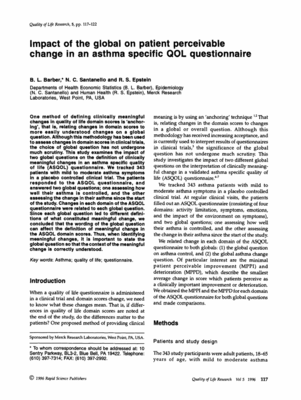 Quality of Life Research, 5, pp. 117-122
Impact of the global on patient perceivable
change in an asthma specific QOL questionnaire
B. L. Barber,* N. C. Santanello and R. S. Epstein
Departments of Health Economic Statistics (B. L. Barber), Epidemiology
(N. C. Santanello) and Human Health (R. S. Epstein), Merck Research
Laboratories, West Point, PA, USA
One method of defining clinically meaningful
changes in quality of life domain scores is 'anchor-
ing,' that is, relating changes in domain scores to
more easily understood changes on a global
question. Although this methodology has been used
to assess changes in domain scores in clinical trials,
the choice of global question has not undergone
much scrutiny. This study examines the impact of
two global questions on the definition of clinically
meaningful changes in an asthma specific quality
of life (ASQOL) questionnaire. We tracked 343
patients with mild to moderate asthma symptoms
in a placebo controlled clinical trial. The patients
responded to the ASQOL questionnaire, and
answered two global questions; one assessing how
well their asthma is controlled, and the other
assessing the change in their asthma since the start
of the study. Changes in each domain of the ASQOL
questionnaire were related to each global question.
Since each global question led to different defini-
tions of what constituted meaningful change, we
concluded that the wording of the global question
can affect the definition of meaningful change in
the ASQOL domain scores. Thus, when identifying
meaningful changes, it is important to state the
global question so that the context of the meaningful
change is correctly understood.
Key words: Asthma; quality of life; questionnaire.
Introduction
When a quality of life questionnaire is administered
in a clinical trial and domain scores change, we need
to know what these changes mean. That is, if differ-
ences in quality of life domain scores are noted at
the end of the study, do the differences matter to the
patients? One proposed method of providing clinical
Sponsored by Merck Research Laboratories, West Point, PA, USA.
* To whom correspondence should be addressed: at: 10
Sentry Parkway, BL3-2, Blue Bell, PA 19422. Telephone:
(610) 397-7314; FAX: (610) 397-2992.
© 1996 Rapid Science Publishers
meaning is by using an 'anchoring technique'. That
is, relating changes in the domain scores to changes
in a global or overall question. Although this
methodology has received increasing acceptance, and
is currently used to interpret results of questionnaires
in clinical trials, the significance of the global
question has not undergone much scrutiny. This
study investigates the impact of two different global
questions on the interpretation of clinically meaning-
ful change in a validated asthma specific quality of
life (ASQOL) questionnaire.
We tracked 343 asthma patients with mild to
moderate asthma symptoms in a placebo controlled
clinical trial. At regular clinical visits, the patients
filled out an ASQOL questionnaire (consisting of four
domains: activity limitation, symptoms, emotions
and the impact of the environment on symptoms),
and two global questions; one assessing how well
their asthma is controlled, and the other assessing
the change in their asthma since the start of the study.
We related change in each domain of the ASQOL
questionnaire to both globals: (1) the global question
on asthma control, and (2) the global asthma change
question. Of particular interest are the minimal
patient perceivable improvement (MPPI) and
deterioration (MPPD), which describe the smallest
average change in score which patients perceive as
a clinically important improvement or deterioration.
We obtained the MPPI and the MPPD for each domain
of the ASQOL questionnaire for both global questions
and made comparisons.
Methods
Patients and study design
The 343 study participants were adult patients, 18–65
years of age, with mild to moderate asthma
Quality of Life Research · Vol 5 · 1996 117